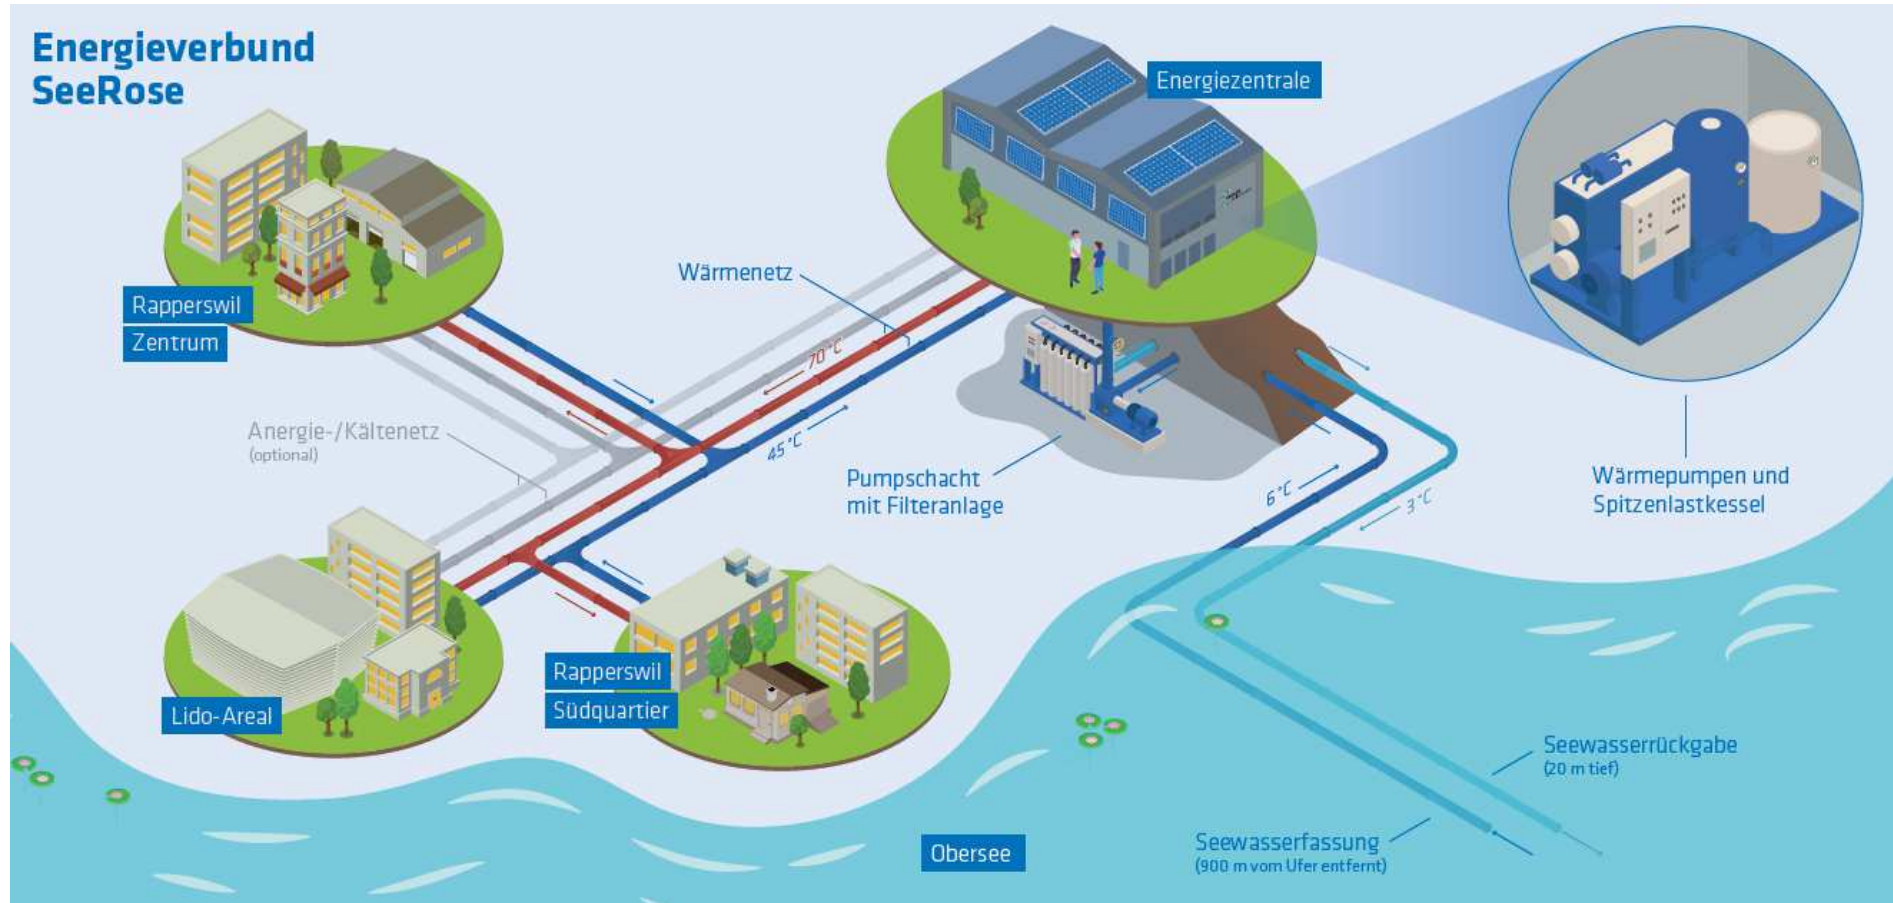 Energieverbund
SeeRose
Energiezentrale
Rapperswil
Zentrum
Wärmenetz
70°C
45°C
Anergie-/Kältenetz
(optional)
Pumpschacht
mit Filteranlage
6°C
3°C
Wärmepumpen und
Spitzenlastkessel
Lido-Areal
Rapperswil
Südquartier
Seewasserrückgabe
(20 m tief)
Seewasserfassung
(900 m vom Ufer entfernt)
Obersee